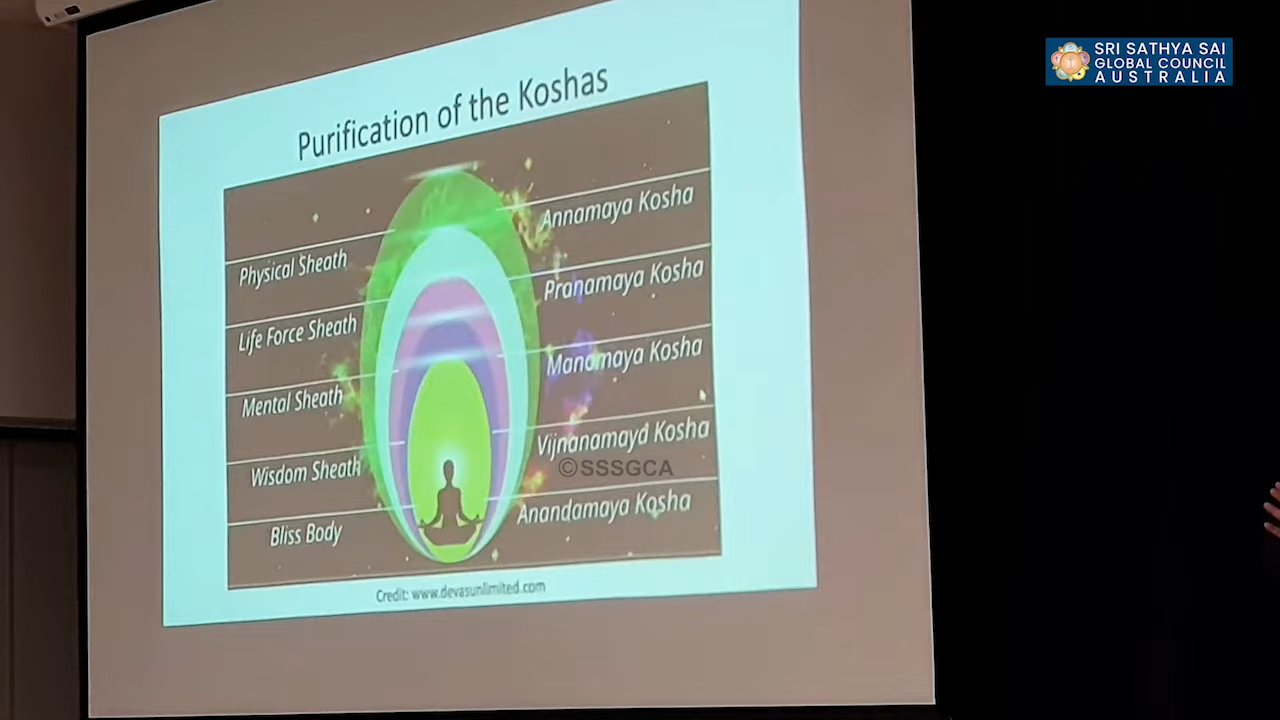 SRI SATHYA SAI
GLOBAL COUNCIL
AUSTRALIA
Purification of the Koshas
Annamaya Kosha
Physical Sheath
Pranamaya Kosha
Life Force Sheath
Manomaya Kosha
Mental Sheath
Vijnanamaya Kosha
Wisdom Sheath
©SSSGCA
Anandamaya Kosha
Bliss Body
Credit: www.devasunlimited.com